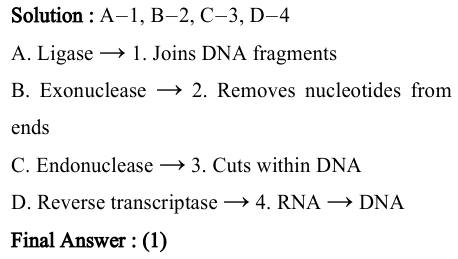 Solution : A–1, B–2, C–3, D–4
A. Ligase → 1. Joins DNA fragments
B. Exonuclease → 2. Removes nucleotides from
ends
C. Endonuclease → 3. Cuts within DNA
D. Reverse transcriptase → 4. RNA → DNA
Final Answer : (1)